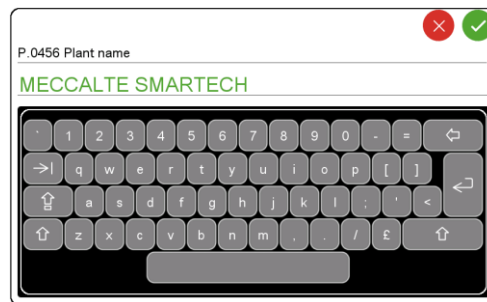 P.0456 Plant name
MECCALTE SMARTECH
` 1 2 3 4 5 6 7 8 9 0 - =
q w e r t y u i o p [ ]
a s d f g h j k l ; ' <
z x c v b n m , . / £